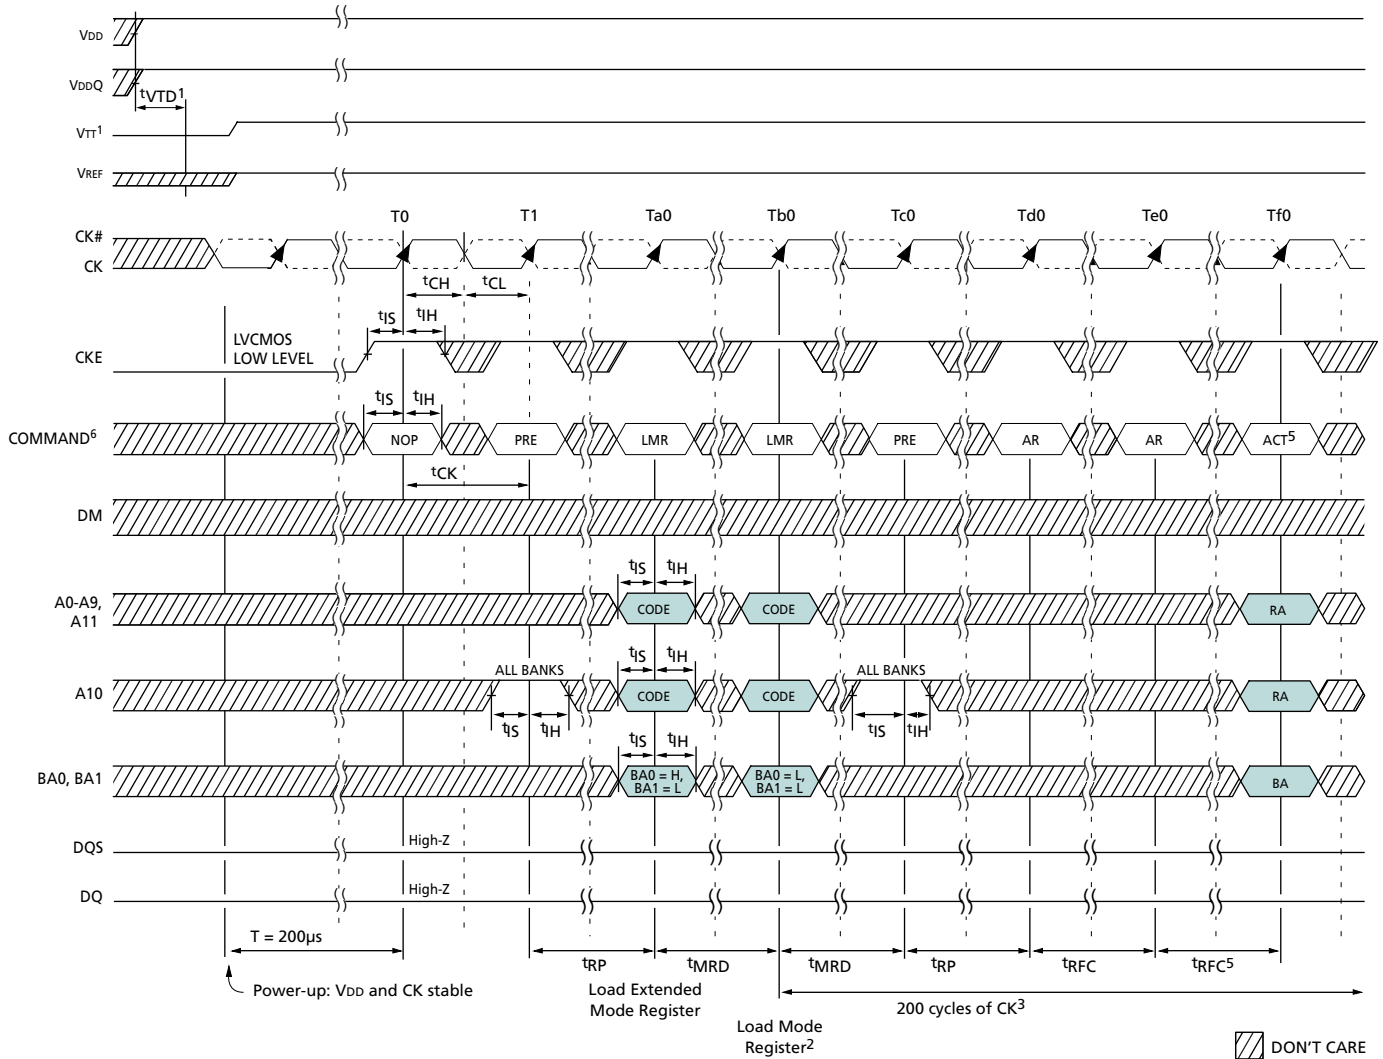 VDD
VDDQ
tVTD1
VTT1
VREF
T0 T1 Ta0 Tb0 Tc0 Td0 Te0 Tf0
CK#
CK
tCH tCL
tIS tIH
LVCMOS
LOW LEVEL
CKE
tIS tIH
COMMAND6 NOP PRE LMR LMR PRE AR AR ACT5
tCK
DM
tIS tIH
A0-A9,
A11
CODE CODE RA
ALL BANKS tIS tIH ALL BANKS
A10 CODE CODE RA
tIS tIH tIS tIH
tIS tIH
BA0, BA1
BA0 = H,
BA1 = L
BA0 = L,
BA1 = L
BA
DQS High-Z
DQ High-Z
T = 200µs
tRP tMRD tMRD tRP tRFC tRFC5
Power-up: VDD and CK stable
Load Extended
Mode Register
200 cycles of CK3
Load Mode
Register2
DON'T CARE